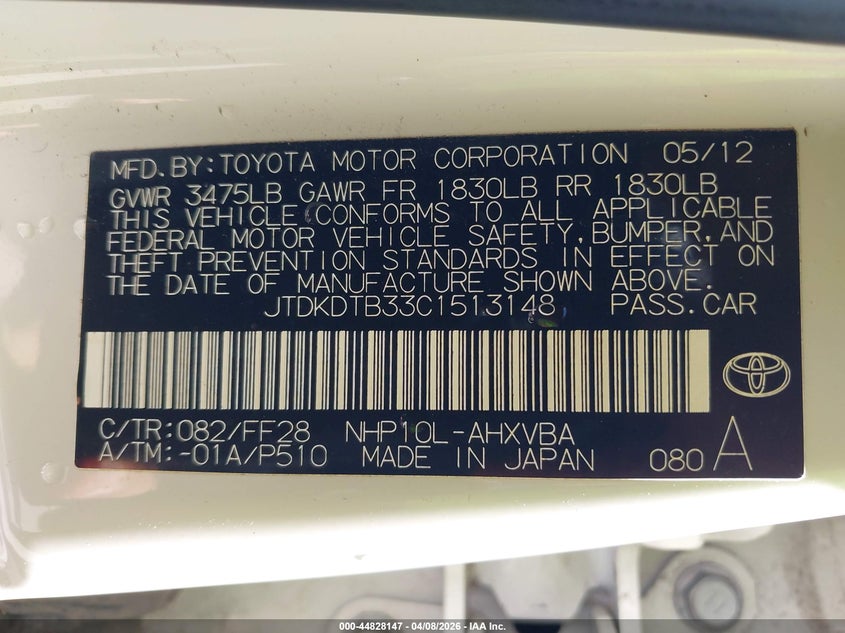 MFD.BY:TOYOTA MOTOR CORPORATION 05/12
GVWR 3475LB GAWR FR 1830LB RR 1830LB
THIS VEHICLE CONFORMS TO ALL APPLICABLE
FEDERAL MOTOR VEHICLE SAFETY,BUMPER,AND
THEFT PREVENTION STANDARDS IN EFFECT ON
THE DATE OF MANUFACTURE SHOWN ABOVE.
JTDKDTB33C1513148 PASS.CAR
C/TR:082/FF28 NHP10L-AHXVBA
A/TM:-01A/P510 MADE IN JAPAN 080 A
000-44828147 - 04/08/2026 - IAA Inc.